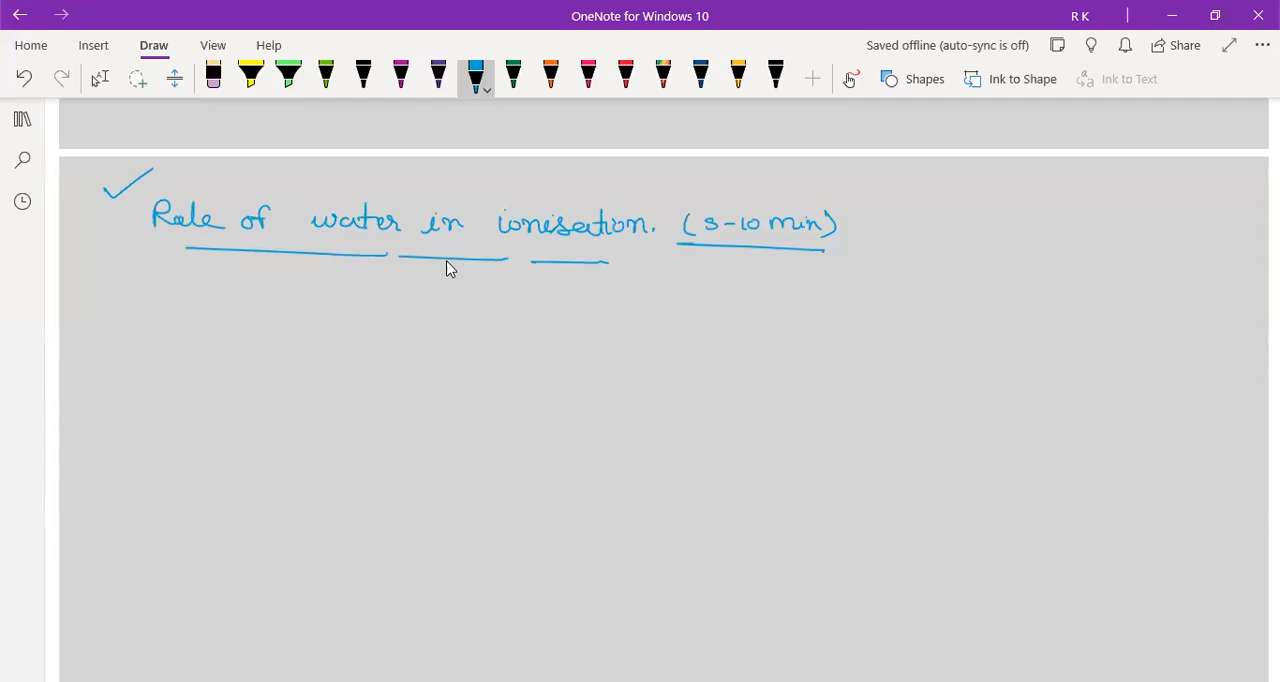 OneNote for Windows 10
R K
Home Insert Draw View Help
Saved offline (auto-sync is off)
Share
Shapes
Ink to Shape
Ink to Text
Role of water in ionisation. (5-10 min)